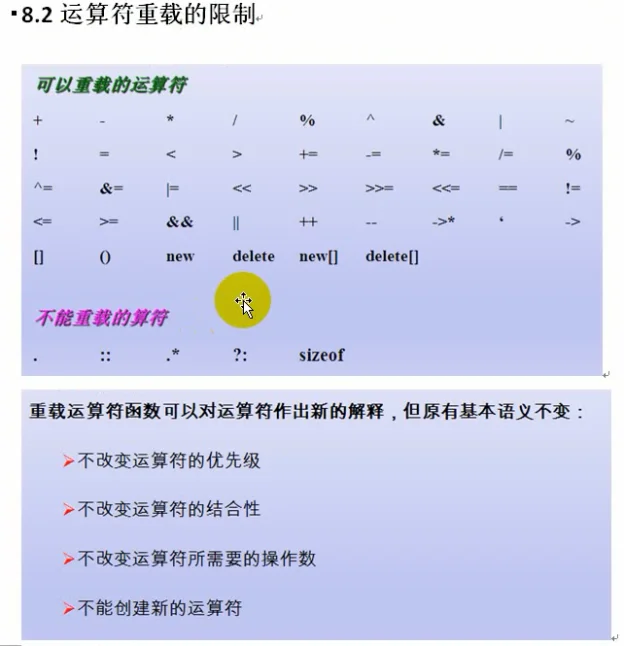 ▪8.2 运算符重载的限制
可以重载的运算符
+ - * / % ^ & | ~
! = < > += -= *= /= %
^= &= |= << >> >>= <<= == !=
<= >= && || ++ -- ->* ‘ ->
[] () new delete new[] delete[]
不能重载的算符
. :: .* ?: sizeof
重载运算符函数可以对运算符作出新的解释，但原有基本语义不变：
➢不改变运算符的优先级
➢不改变运算符的结合性
➢不改变运算符所需要的操作数
➢不能创建新的运算符